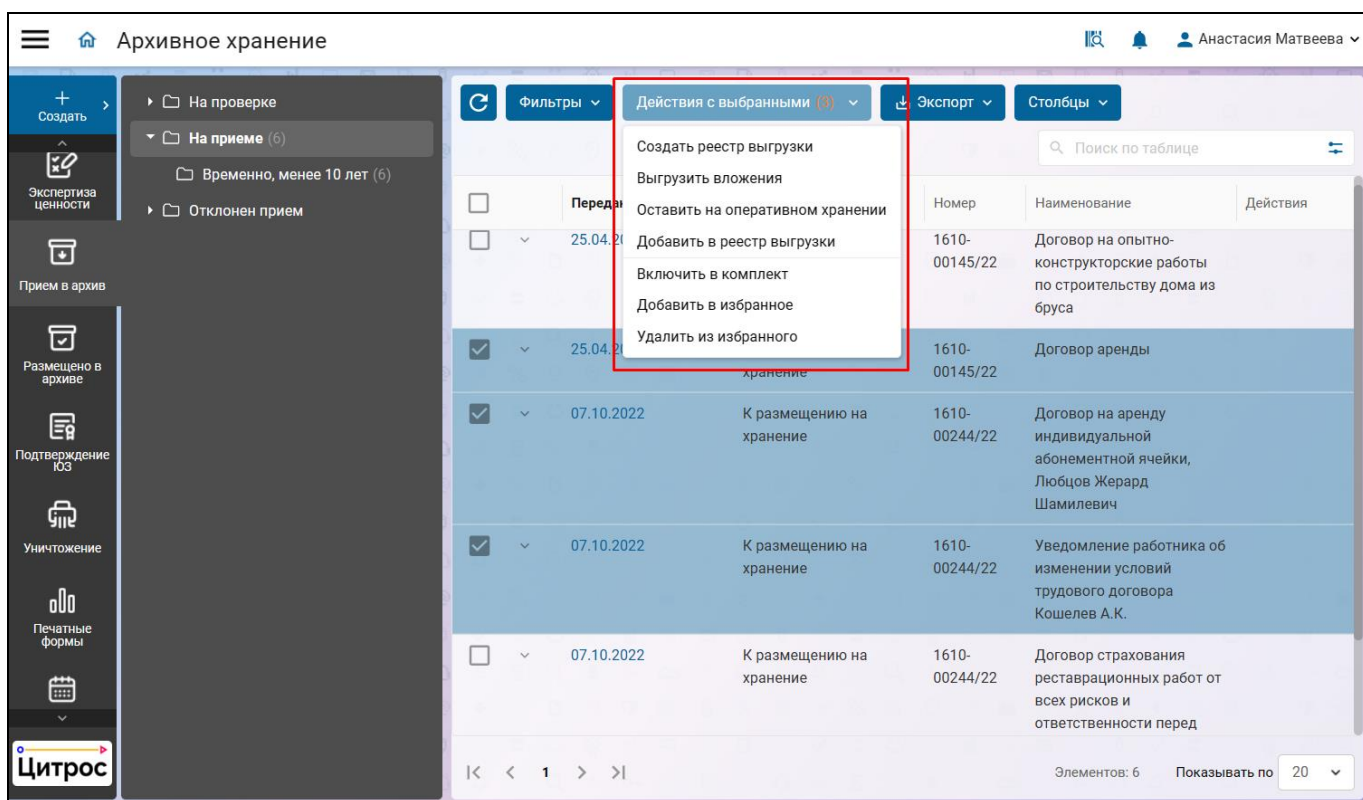 Архивное хранение
Анастасия Матвеева
+
Создать
Экспертиза
ценности
Прием в архив
Размещено в
архиве
Подтверждение
ЮЗ
Уничтожение
Печатные
формы
Цитрос
На проверке
На приеме (6)
Временно, менее 10 лет (6)
Отклонен прием
Фильтры
Действия с выбранными (3)
Экспорт
Столбцы
Создать реестр выгрузки
Выгрузить вложения
Оставить на оперативном хранении
Добавить в реестр выгрузки
Включить в комплект
Добавить в избранное
Удалить из избранного
Поиск по таблице
Номер
Наименование
Действия
25.04.
1610-
00145/22
Договор на опытно-
конструкторские работы
по строительству дома из
бруса
25.04.
хранение
1610-
00145/22
Договор аренды
07.10.2022
К размещению на
хранение
1610-
00244/22
Договор на аренду
индивидуальной
абонементной ячейки,
Любцов Жерард
Шамилевич
07.10.2022
К размещению на
хранение
1610-
00244/22
Уведомление работника об
изменении условий
трудового договора
Кошелев А.К.
07.10.2022
К размещению на
хранение
1610-
00244/22
Договор страхования
реставрационных работ от
всех рисков и
ответственности перед
1
Элементов: 6
Показывать по
20